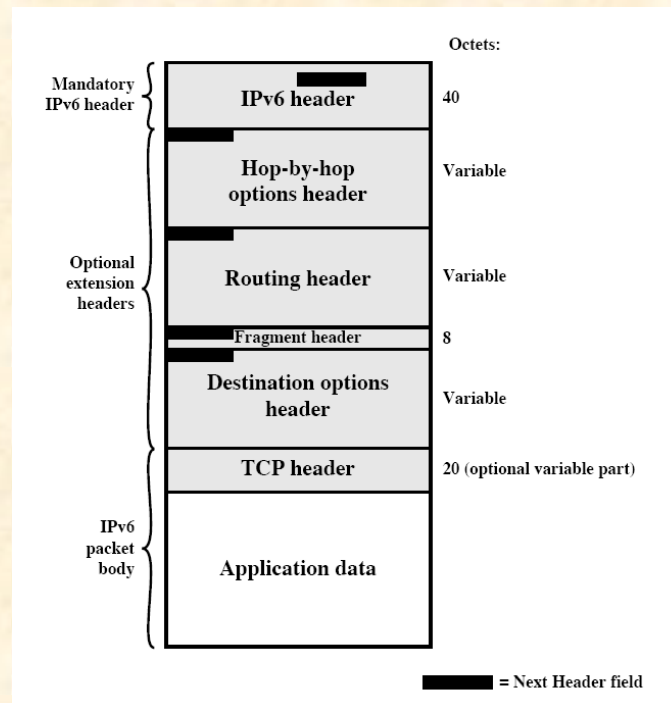 Octets:
Mandatory
IPv6 header
IPv6 header
40
Hop-by-hop
options header
Variable
Optional
extension
headers
Routing header
Variable
Fragment header
8
Destination options
header
Variable
TCP header
20 (optional variable part)
IPv6
packet
body
Application data
= Next Header field